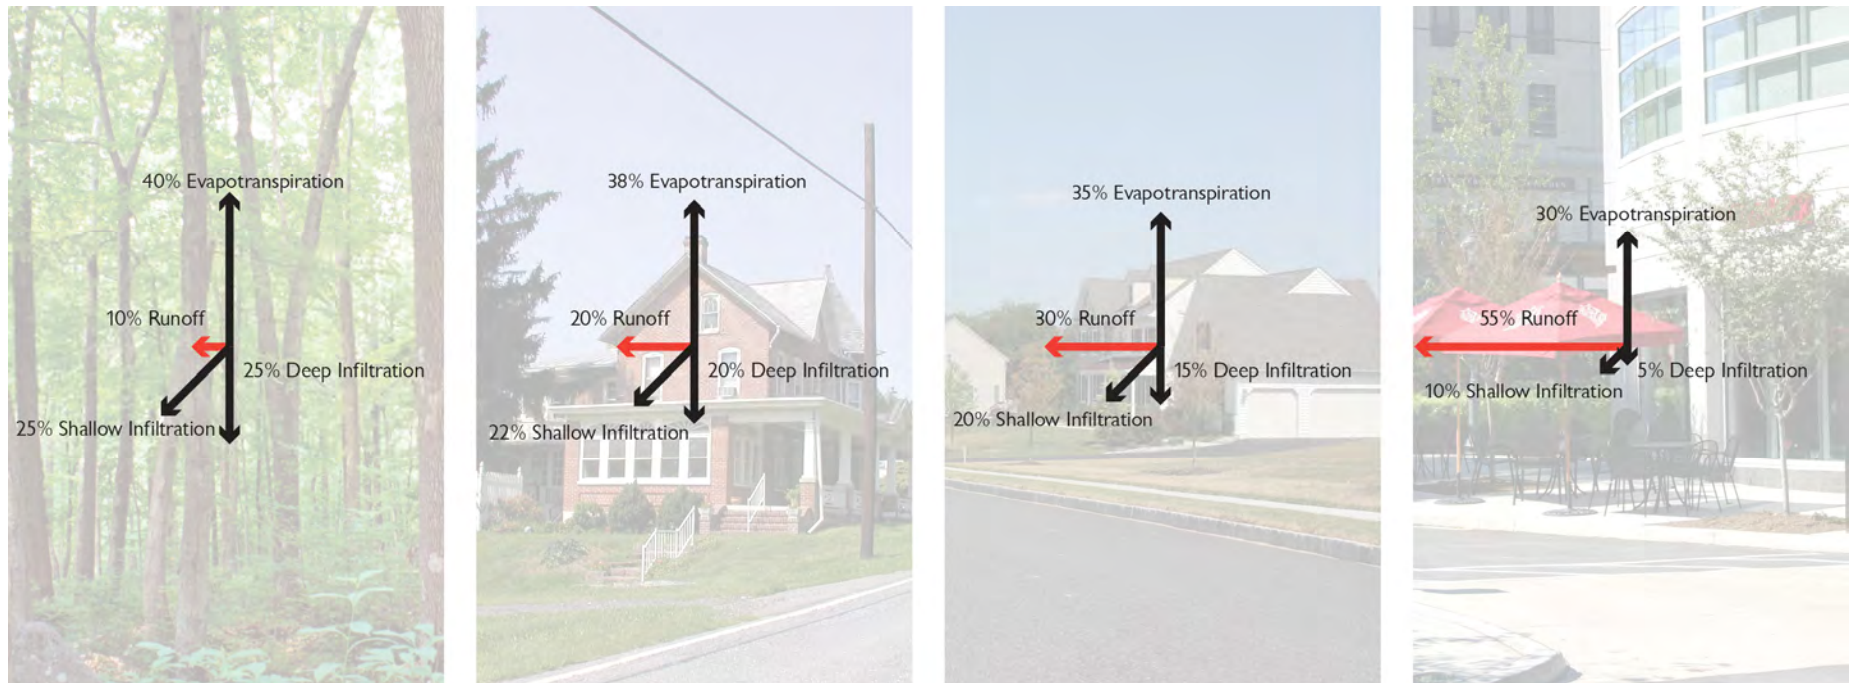 40% Evapotranspiration
10% Runoff
25% Deep Infiltration
25% Shallow Infiltration
38% Evapotranspiration
20% Runoff
20% Deep Infiltration
22% Shallow Infiltration
35% Evapotranspiration
30% Runoff
15% Deep Infiltration
20% Shallow Infiltration
30% Evapotranspiration
55% Runoff
5% Deep Infiltration
10% Shallow Infiltration